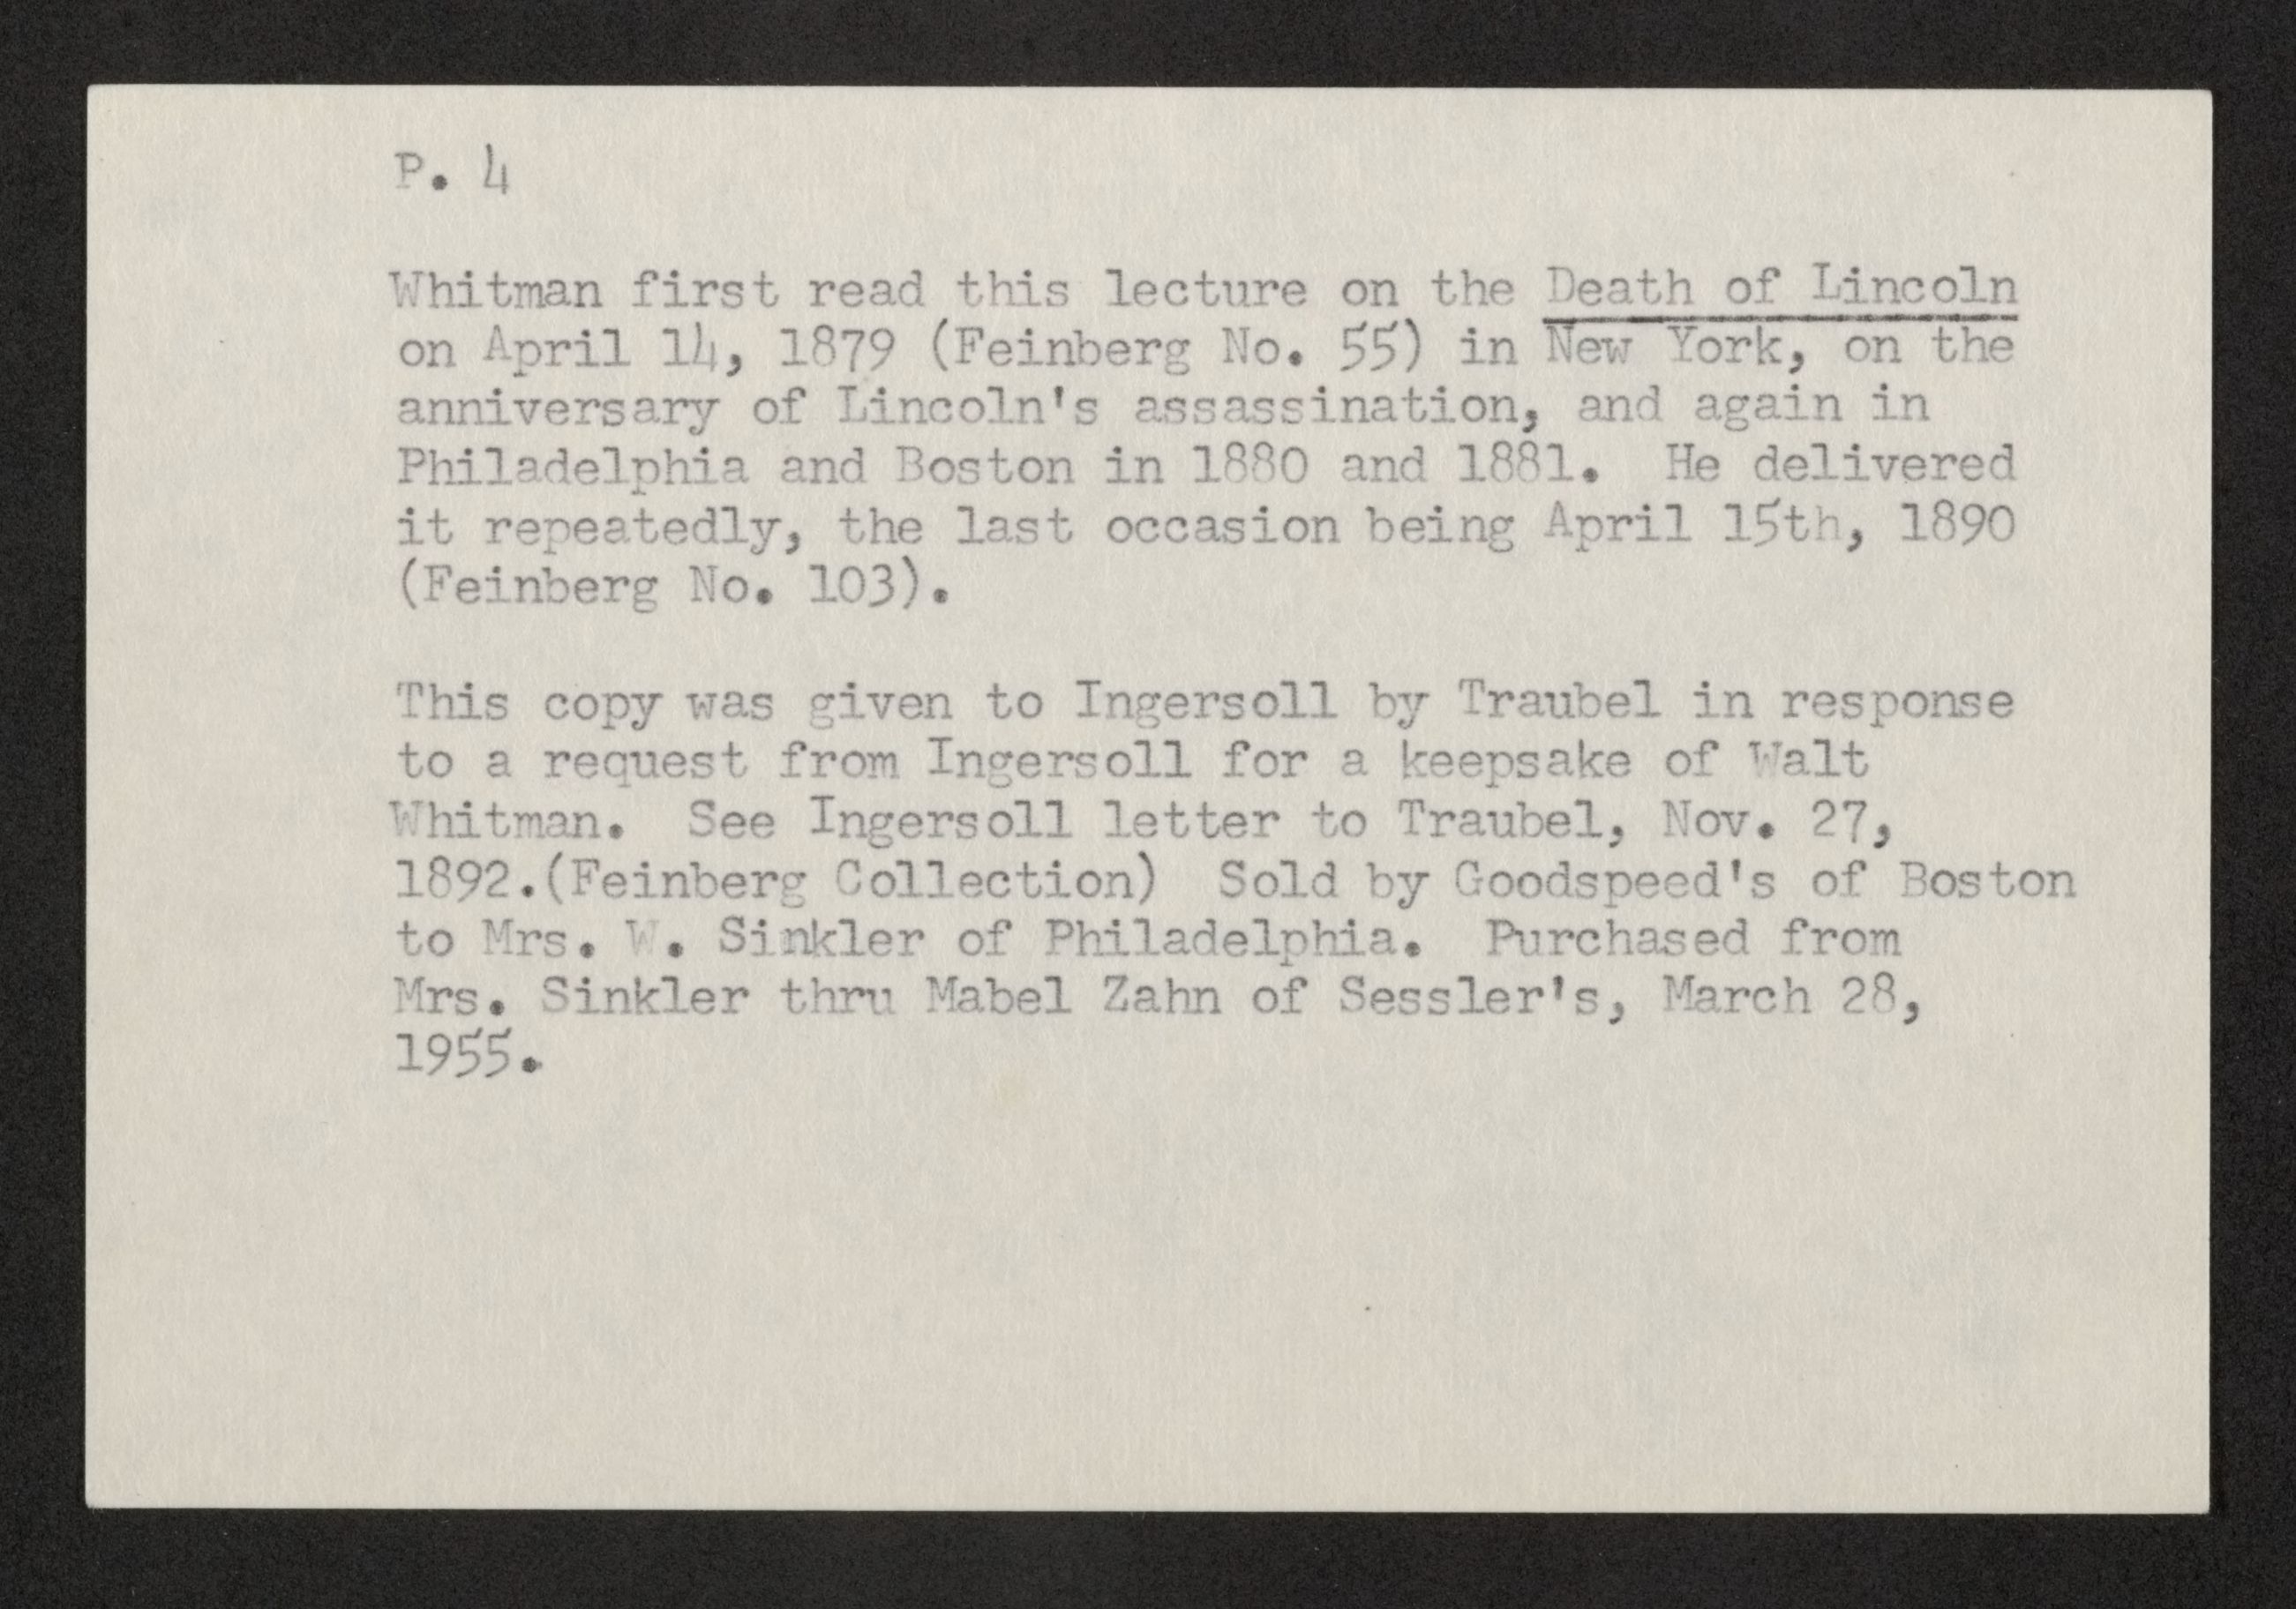 P. 4
Whitman first read this lecture on the Death of Lincoln
on April 14, 1879 (Feinberg No. 55) in New York, on the
anniversary of Lincoln's assassination, and again in
Philadelphia and Boston in 1880 and 1881.  He delivered
it repeatedly, the last occasion being April 15th, 1890
(Feinberg No. 103).
This copy was given to Ingersoll by Traubel in response
to a request from Ingersoll for a keepsake of Walt
Whitman.  See Ingersoll letter to Traubel, Nov. 27,
1892.(Feinberg Collection)  Sold by Goodspeed's of Boston
to Mrs. W. Sinkler of Philadelphia.  Purchased from
Mrs. Sinkler thru Mabel Zahn of Sessler's, March 28,
1955.